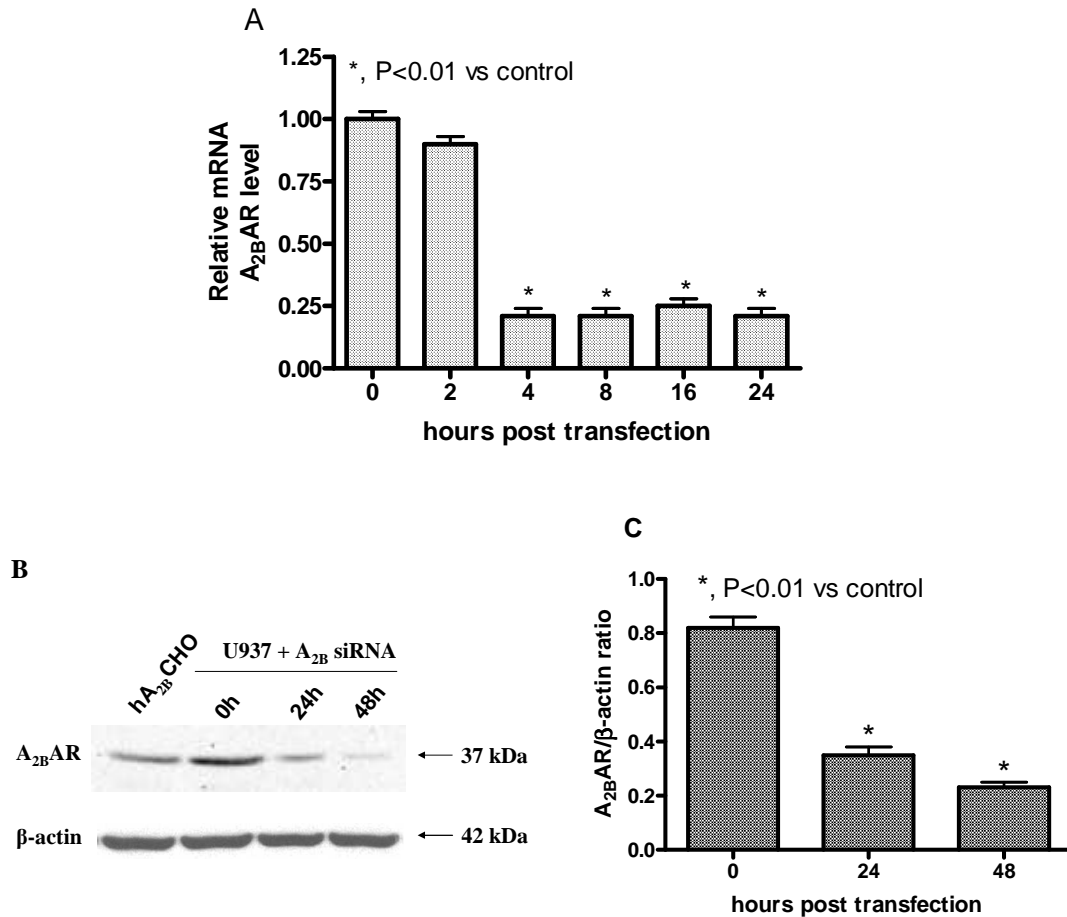 A
*, P<0.01 vs control
Relative mRNA
A2BAR level
1.25
1.00
0.75
0.50
0.25
0.00
* * * *
0 2 4 8 16 24
hours post transfection
B
hA2BCHO
U937 + A2B siRNA
0h 24h 48h
A2BAR
37 kDa
β-actin
42 kDa
C
*, P<0.01 vs control
A2BAR/β-actin ratio
1.0
0.8
0.6
0.4
0.2
0.0
* *
0 24 48
hours post transfection